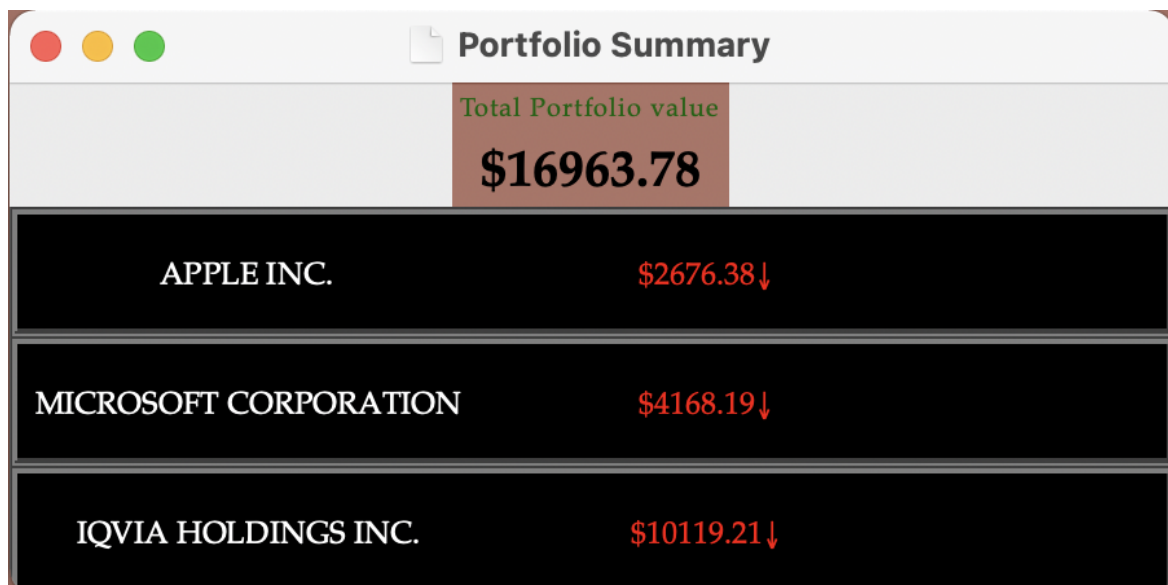 Portfolio Summary
Total Portfolio value
$16963.78
APPLE INC. $2676.38↓
MICROSOFT CORPORATION $4168.19↓
IQVIA HOLDINGS INC. $10119.21↓